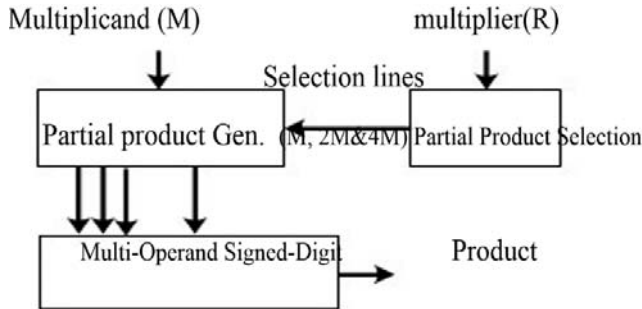 Multiplicand (M)
multiplier(R)
Selection lines
Partial product Gen. (M, 2M&4M)
Partial Product Selection
Multi-Operand Signed-Digit
Product